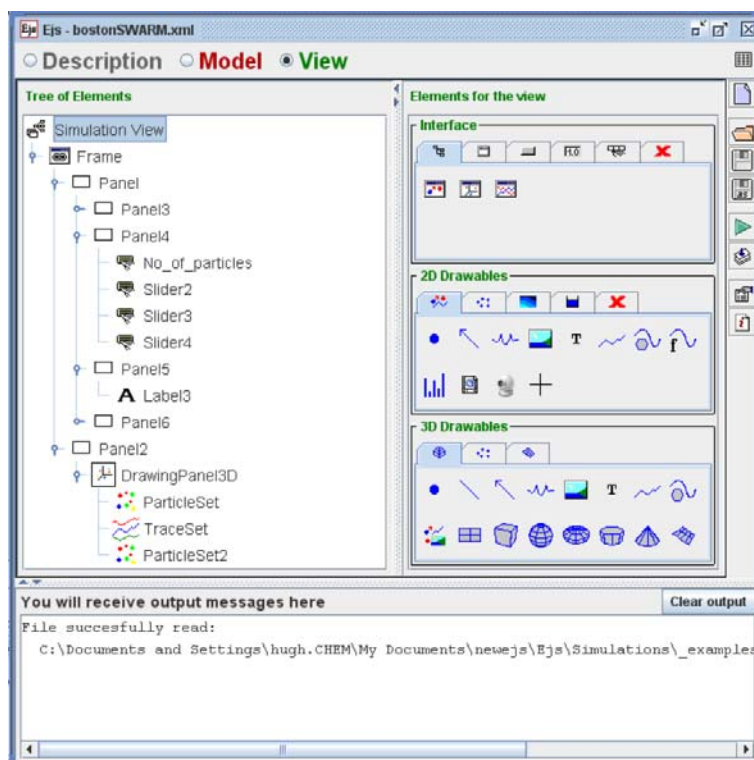 Ejs - bostonSWARM.xml
Description Model View
Tree of Elements
Simulation View
Frame
Panel
Panel3
Panel4
No_of_particles
Slider2
Slider3
Slider4
Panel5
A Label3
Panel6
Panel2
DrawingPanel3D
ParticleSet
TraceSet
ParticleSet2
Elements for the view
Interface
2D Drawables
T
f
3D Drawables
T
You will receive output messages here
Clear output
File succesfully read:
C:\Documents and Settings\hugh.CHEM\My Documents\newejs\Ejs\Simulations\_examples